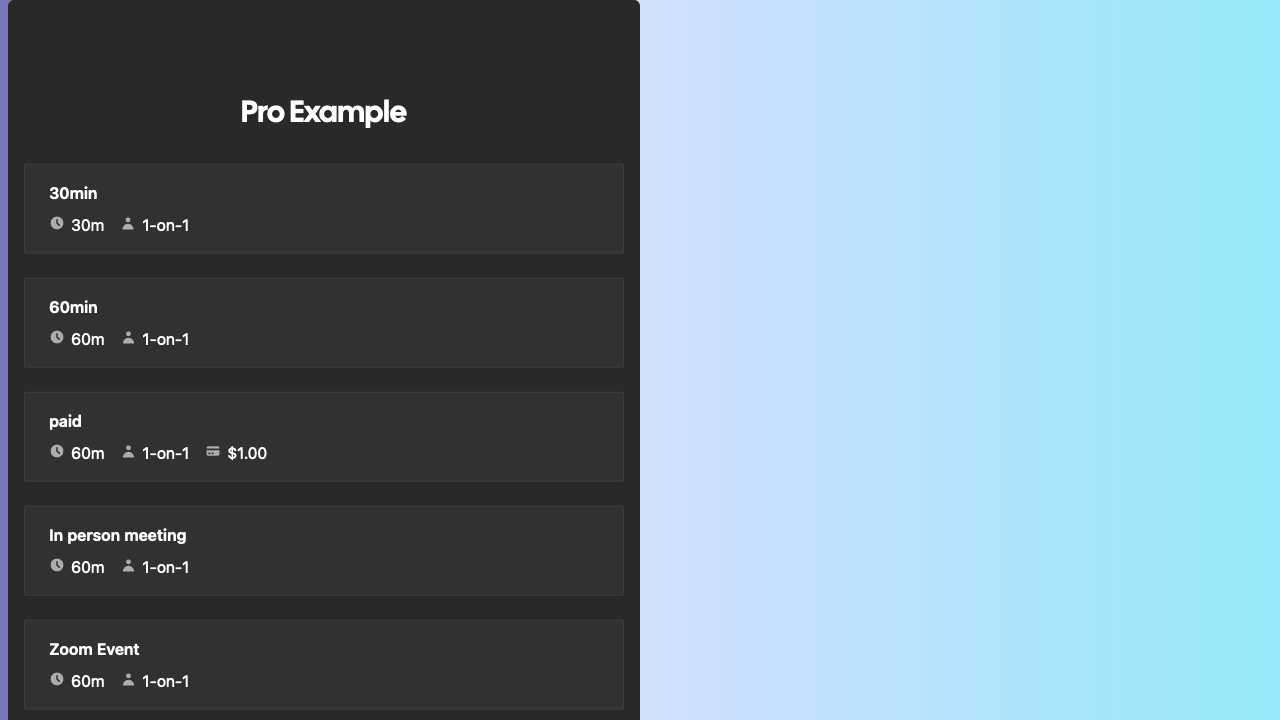 Pro Example
30min
30m 1-on-1
60min
60m 1-on-1
paid
60m 1-on-1 $1.00
In person meeting
60m 1-on-1
Zoom Event
60m 1-on-1